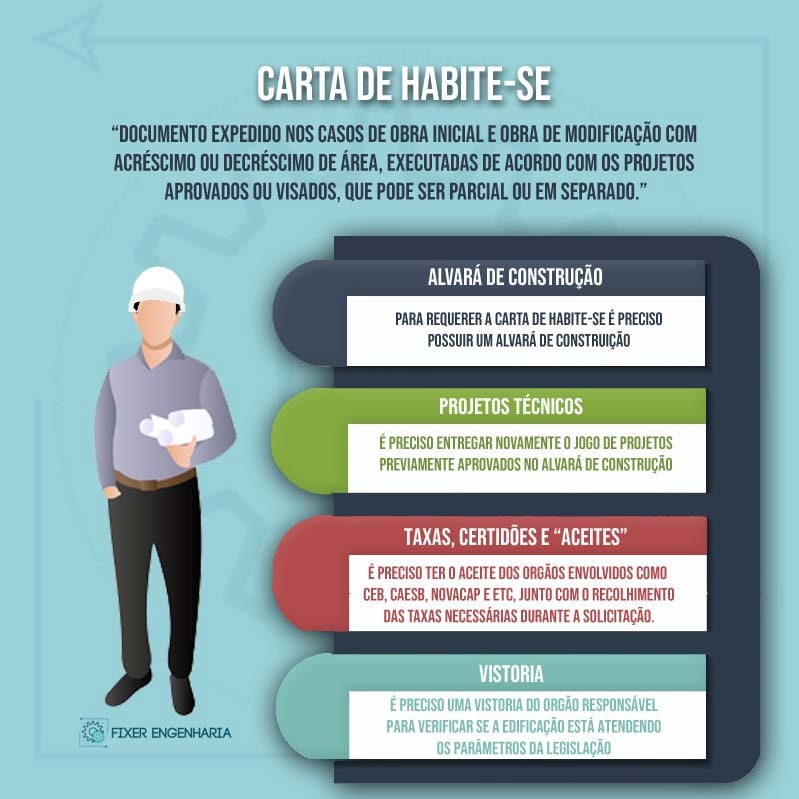 CARTA DE HABITE-SE
“DOCUMENTO EXPEDIDO NOS CASOS DE OBRA INICIAL E OBRA DE MODIFICAÇÃO COM
ACRÉSCIMO OU DECRÉSCIMO DE ÁREA, EXECUTADAS DE ACORDO COM OS PROJETOS
APROVADOS OU VISADOS, QUE PODE SER PARCIAL OU EM SEPARADO.”
ALVARÁ DE CONSTRUÇÃO
PARA REQUERER A CARTA DE HABITE-SE É PRECISO
POSSUIR UM ALVARÁ DE CONSTRUIÇÃO
PROJETOS TÉCNICOS
É PRECISO ENTREGAR NOVAMENTE O JOGO DE PROJETOS
PREVIAMENTE APROVADOS NO ALVARÁ DE CONSTRUÇÃO
TAXAS, CERTIDÕES E “ACEITES”
É PRECISO TER O ACEITE DOS ORGÃOS ENVOLVIDOS COMO
CEB, CAESB, NOVACAP E ETC, JUNTO COM O RECOLHIMENTO
DAS TAXAS NECESSÁRIAS DURANTE A SOLICITAÇÃO.
VISTORIA
É PRECISO UMA VISTORIA DO ORGÃO RESPONSÁVEL
PARA VERIFICAR SE A EDIFICAÇÃO ESTÁ ATENDENDO
OS PARÂMETROS DA LEGISLAÇÃO
FIXER ENGENHARIA